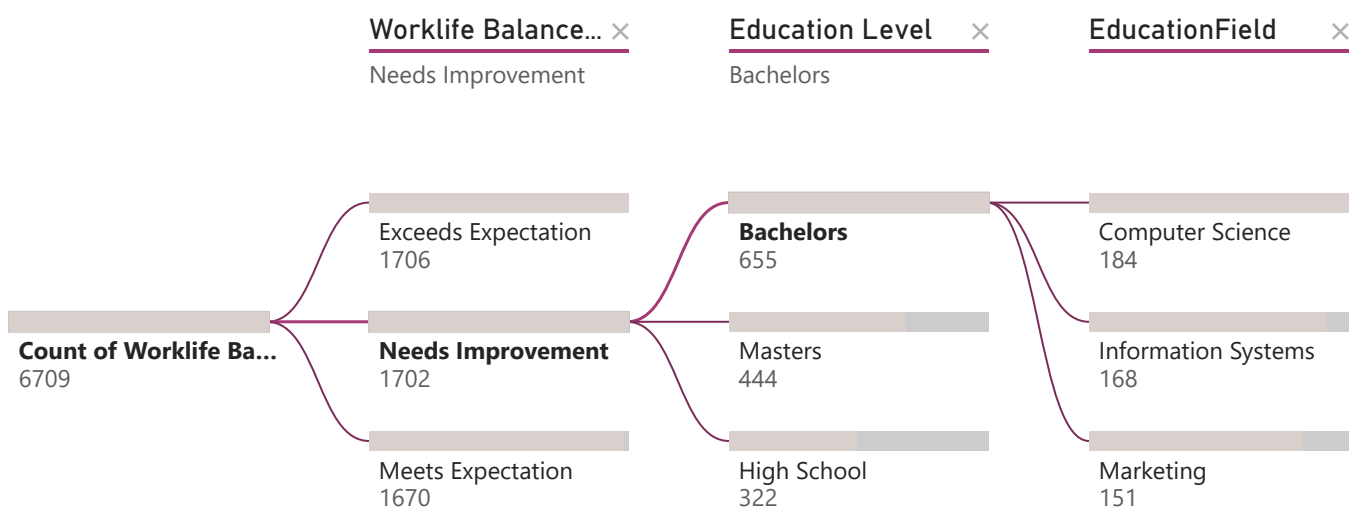 Worklife Balance... ×
Education Level ×
EducationField ×
Needs Improvement
Bachelors
Exceeds Expectation
1706
Bachelors
655
Computer Science
184
Count of Worklife Ba...
6709
Needs Improvement
1702
Masters
444
Information Systems
168
Meets Expectation
1670
High School
322
Marketing
151